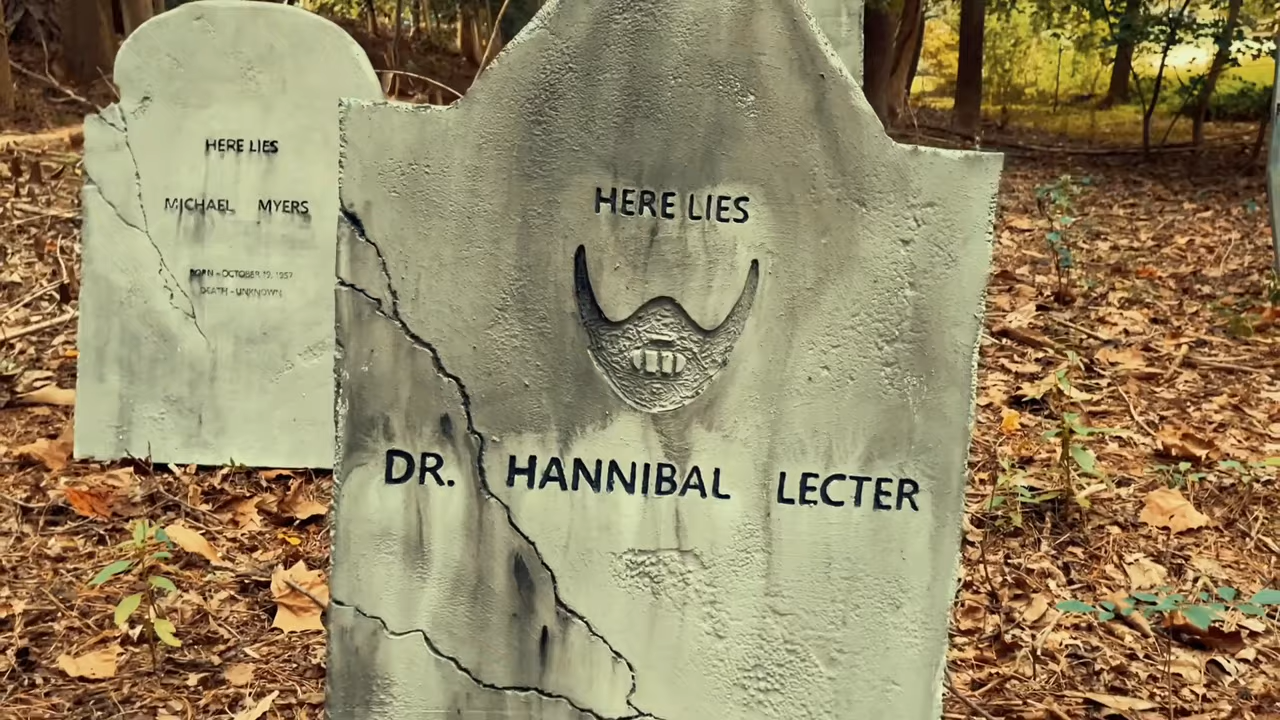 HERE LIES
MICHAEL MYERS
BORN - OCTOBER 19, 1957
DEATH - UNKNOWN
HERE LIES
DR. HANNIBAL LECTER